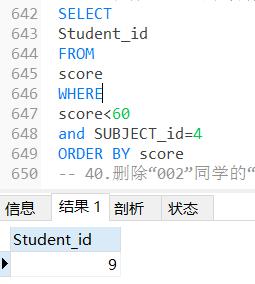 642 SELECT
643 Student_id
644 FROM
645 score
646 WHERE
647 score<60
648 and SUBJECT_id=4
649 ORDER BY score
650 -- 40.删除“002”同学的“
信息 结果 1 剖析 状态
Student_id
9